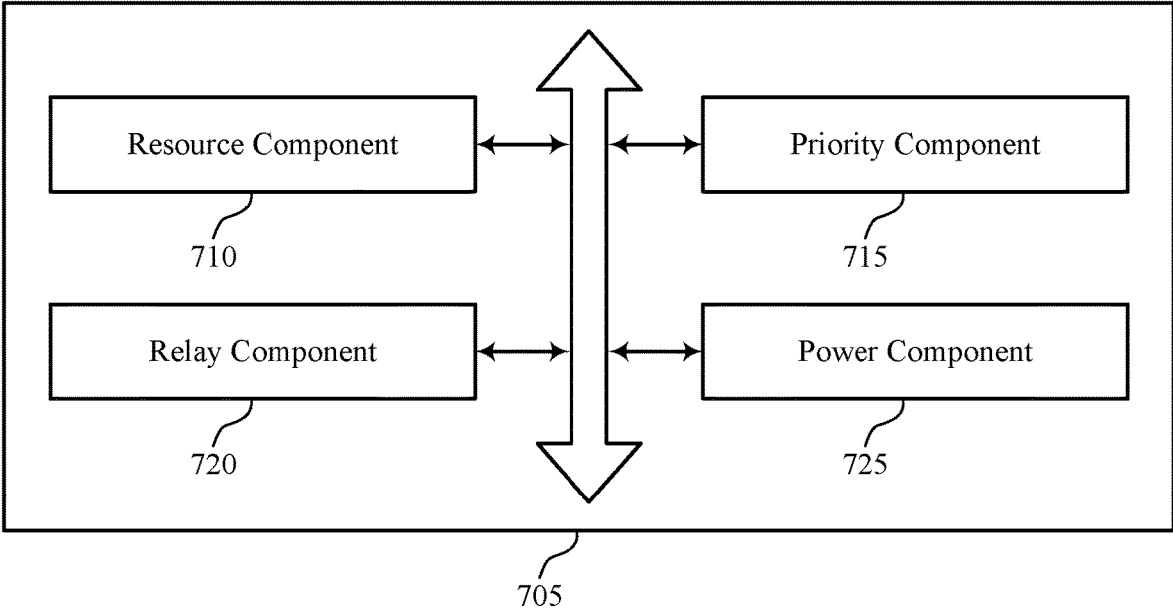 Resource Component
Priority Component
710
715
Relay Component
Power Component
720
725
705